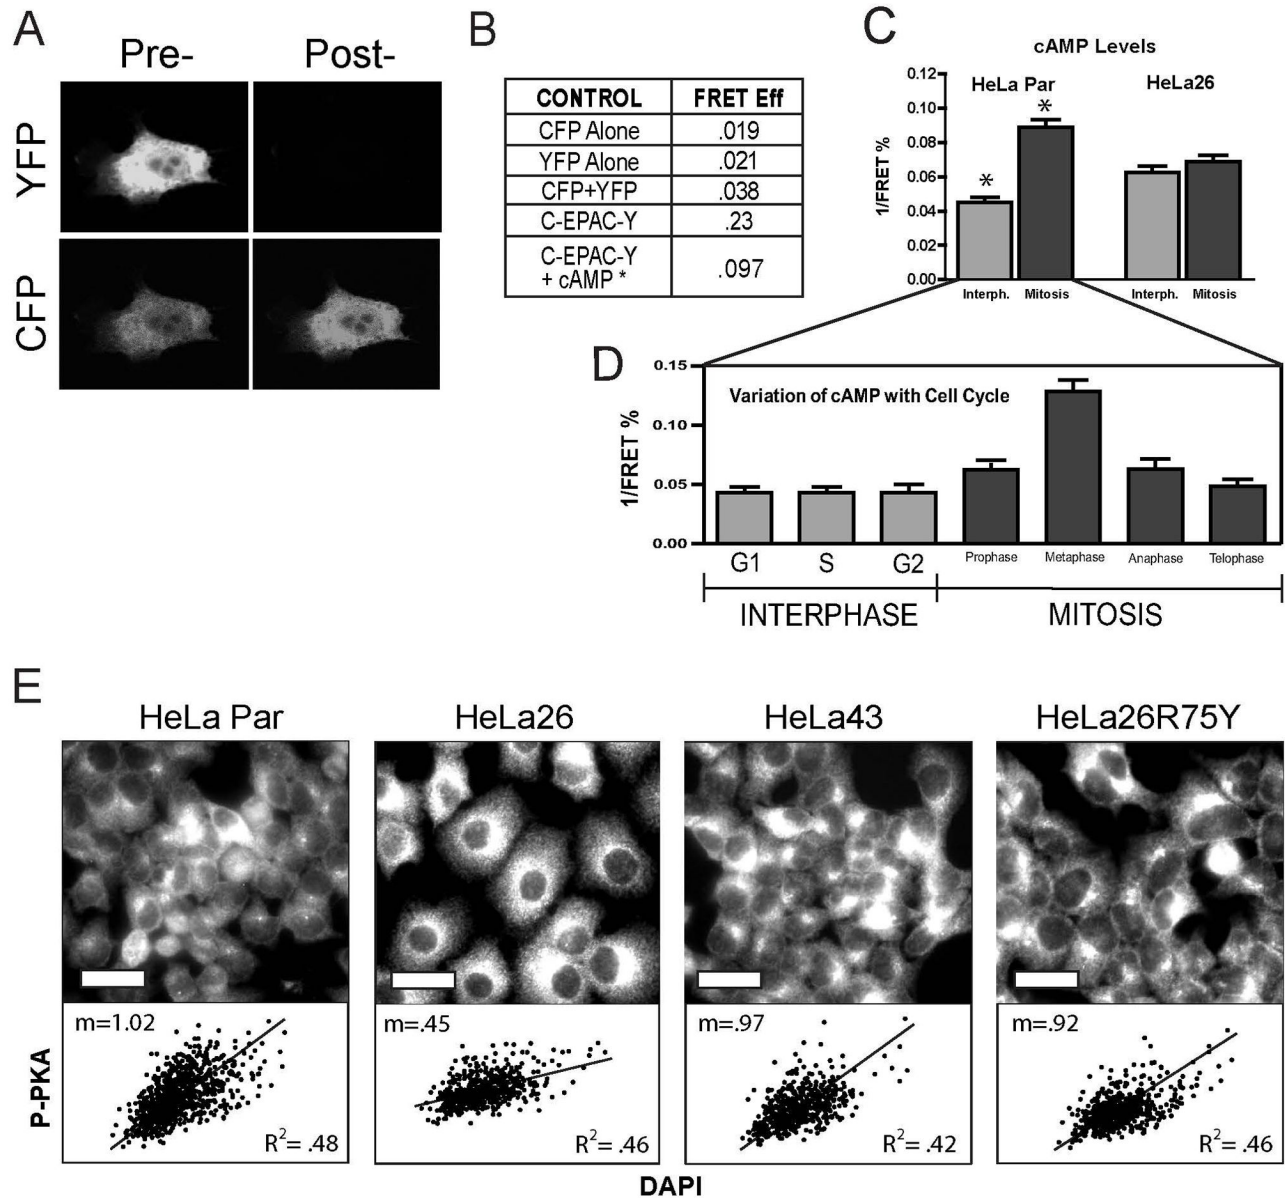 A
Pre-
Post-
YFP
CFP
B
CONTROL FRET Eff
CFP Alone .019
YFP Alone .021
CFP+YFP .038
C-EPAC-Y .23
C-EPAC-Y
+ cAMP * .097
C
cAMP Levels
HeLa Par
HeLa26
1/FRET %
0.12
0.10
0.08
0.06
0.04
0.02
0.00
*
*
Interph. Mitosis
Interph. Mitosis
D
Variation of cAMP with Cell Cycle
1/FRET %
0.15
0.10
0.05
0.00
G1 S G2 Prophase Metaphase Anaphase Telophase
INTERPHASE MITOSIS
E
HeLa Par
HeLa26
HeLa43
HeLa26R75Y
P-PKA
m=1.02
R²= .48
m=.45
R²= .46
m=.97
R²= .42
m=.92
R²= .46
DAPI